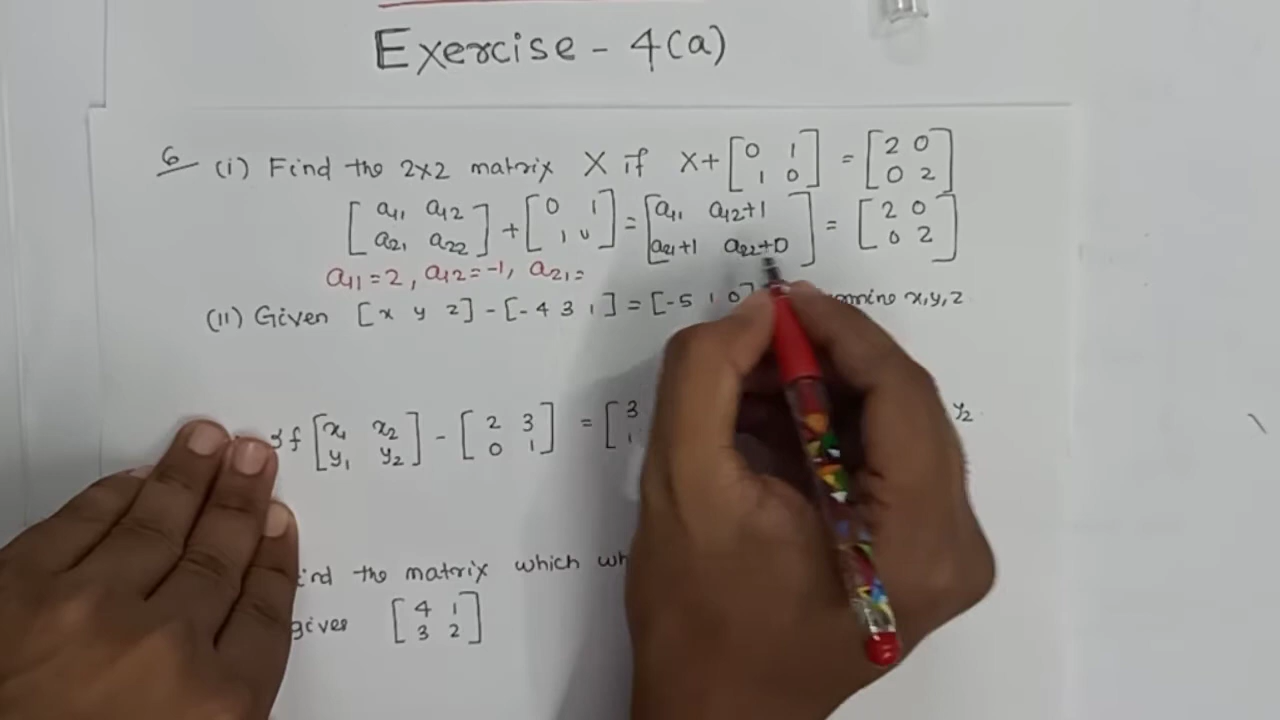 Exercise - 4(a)
6 (i) Find the 2x2 matrix X if X + [0 1 1 0] = [2 0 0 2]
[a11 a12 a21 a22] + [0 1 1 0] = [a11 a12+1 a21+1 a22+0] = [2 0 0 2]
a11 = 2, a12 = -1, a21 =
(ii) Given [x y z] - [-4 3 1] = [-5 1 0] x,y,z
If [x1 x2 y1 y2] - [2 3 0 1] = [3 1 y2
the matrix which
gives [4 1 3 2]